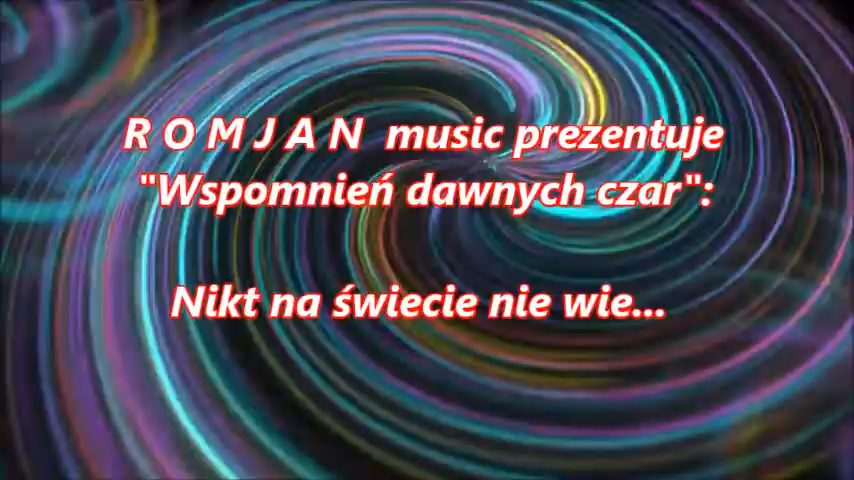 R O M J A N music prezentuje
"Wspomnień dawnych czar":
Nikt na świecie nie wie...